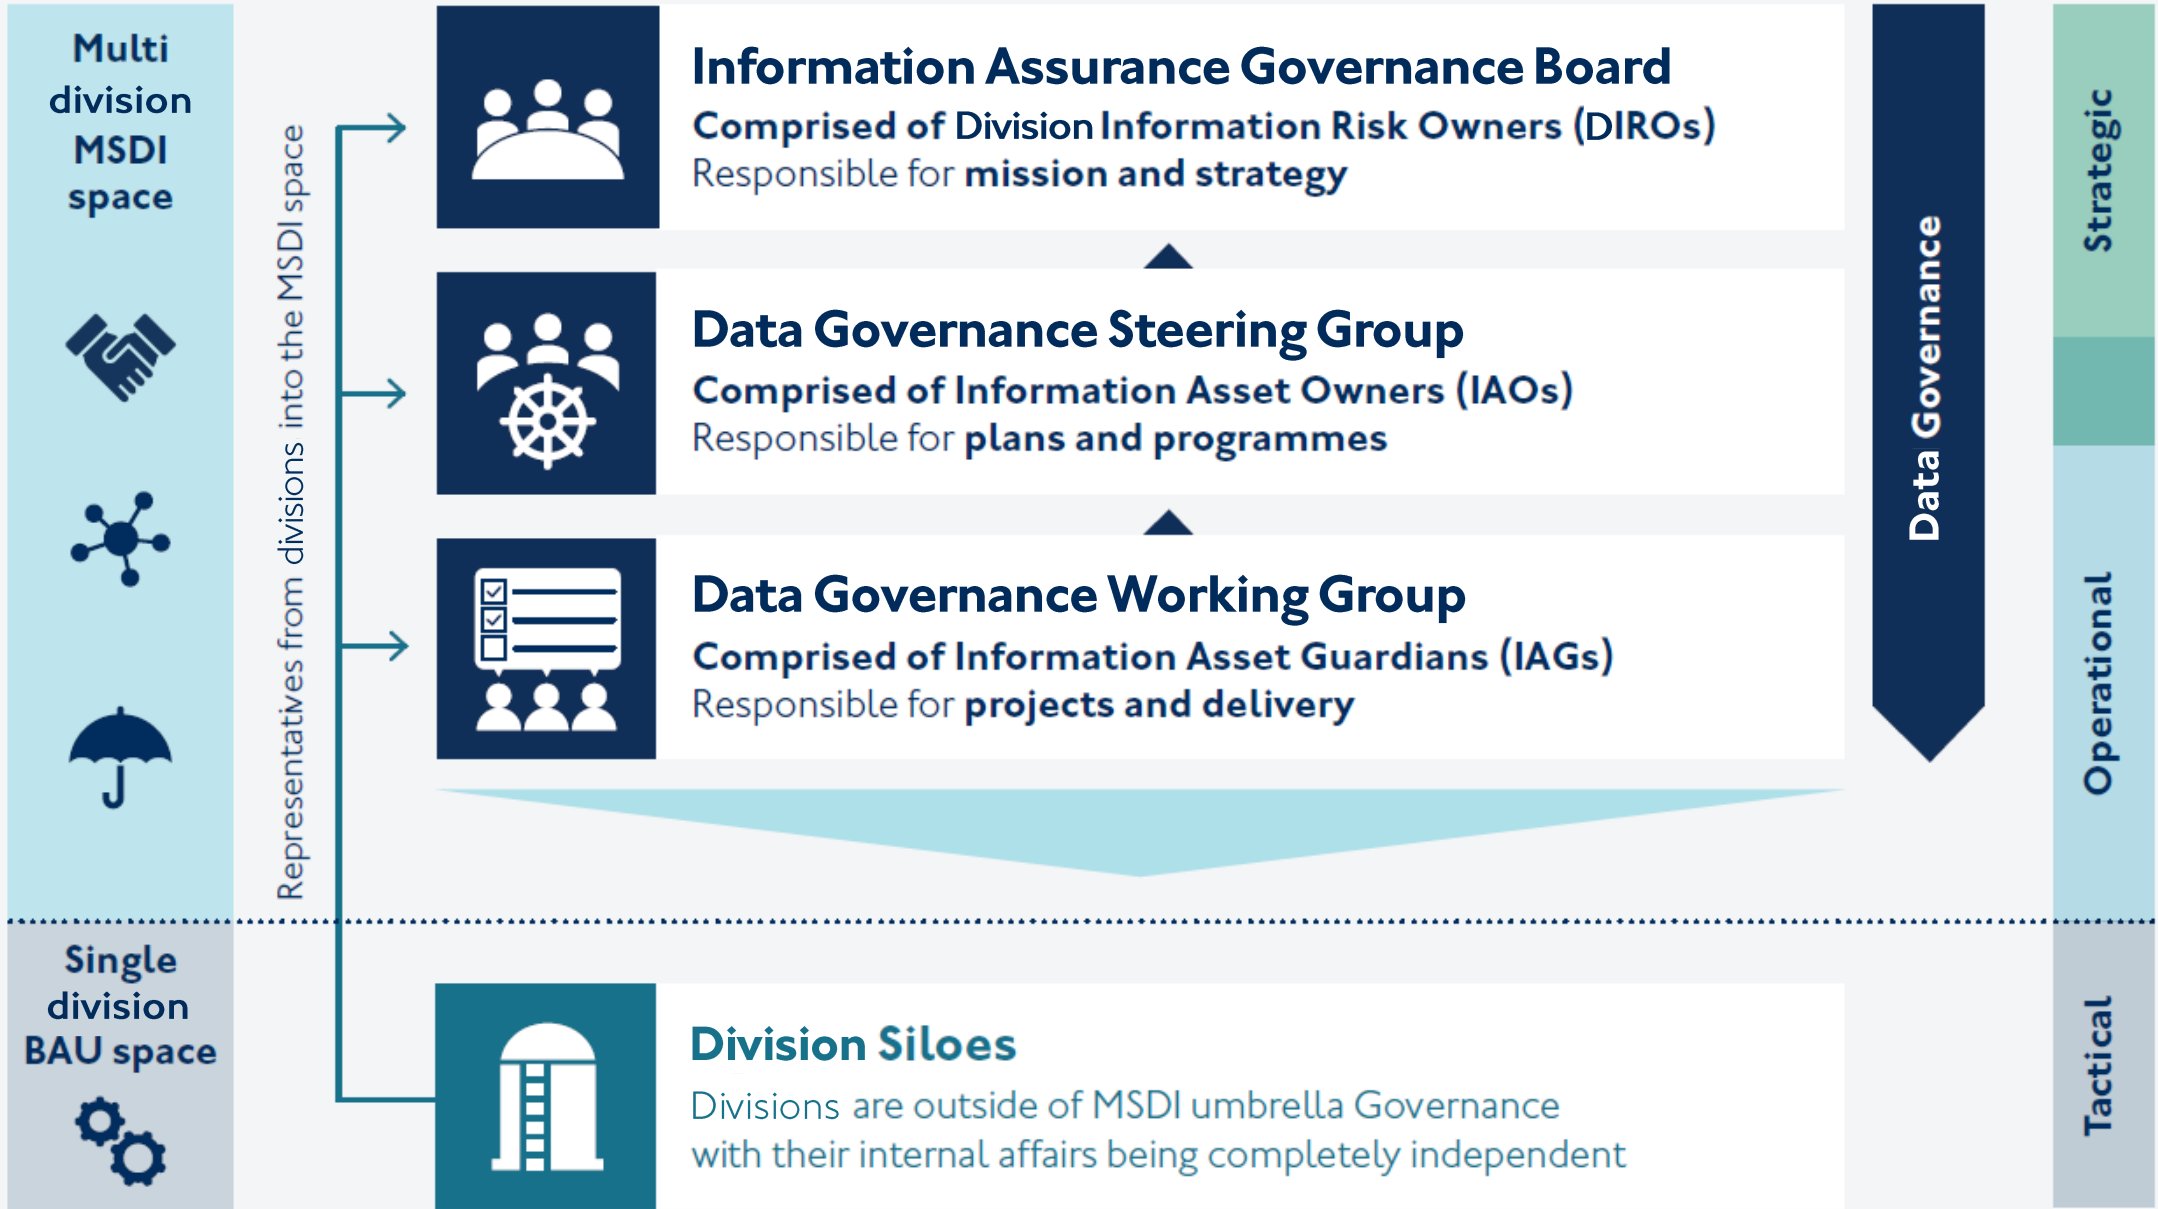 Multi
division
MSDI
space
Representatives from divisions into the MSDI space
Information Assurance Governance Board
Comprised of Division Information Risk Owners (DIROs)
Responsible for mission and strategy
Data Governance Steering Group
Comprised of Information Asset Owners (IAOs)
Responsible for plans and programmes
Data Governance Working Group
Comprised of Information Asset Guardians (IAGs)
Responsible for projects and delivery
Data Governance
Strategic
Operational
Single
division
BAU space
Division Siloes
Divisions are outside of MSDI umbrella Governance
with their internal affairs being completely independent
Tactical